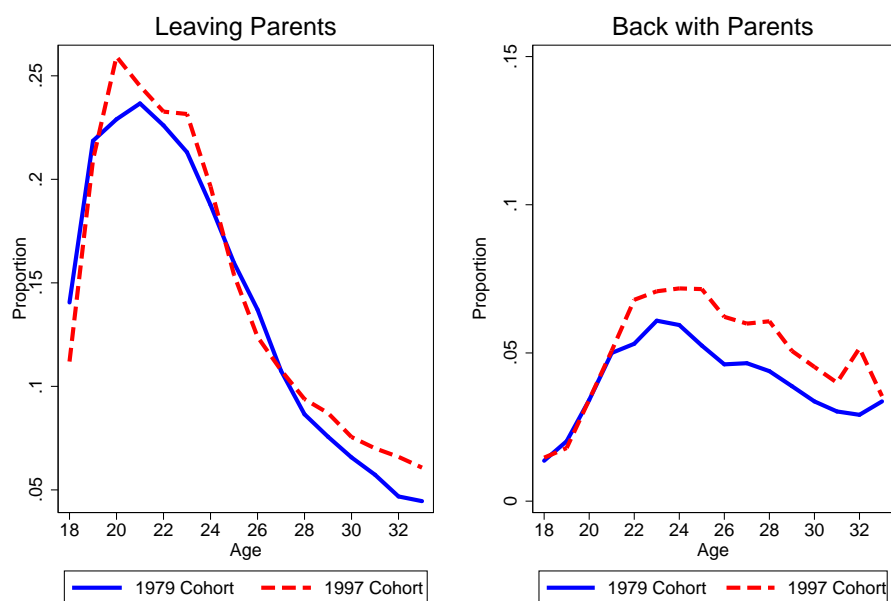 Leaving Parents
Proportion
.25
.2
.15
.1
.05
18 20 22 24 26 28 30 32
Age
1979 Cohort 1997 Cohort
Back with Parents
Proportion
.15
.1
.05
0
18 20 22 24 26 28 30 32
Age
1979 Cohort 1997 Cohort